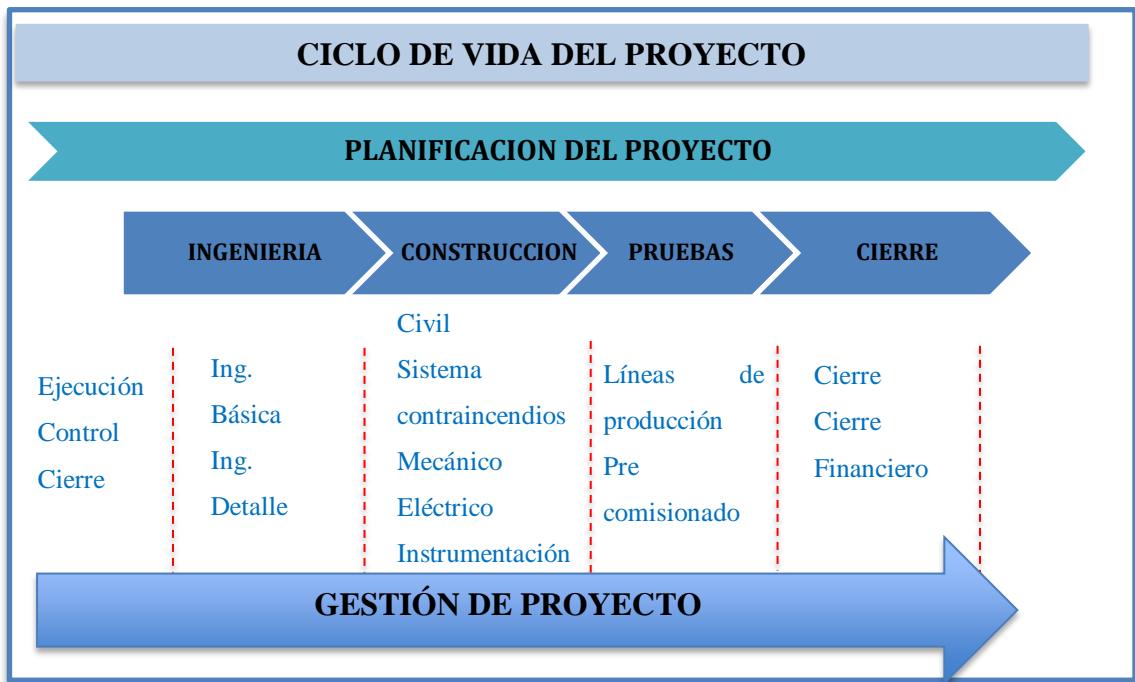 CICLO DE VIDA DEL PROYECTO
PLANIFICACION DEL PROYECTO
INGENIERIA
CONSTRUCCION
PRUEBAS
CIERRE
Ejecución
Control
Cierre
Ing.
Básica
Ing.
Detalle
Civil
Sistema
contraincendios
Mecánico
Eléctrico
Instrumentación
Líneas de
producción
Pre
comisionado
Cierre
Cierre
Financiero
GESTIÓN DE PROYECTO